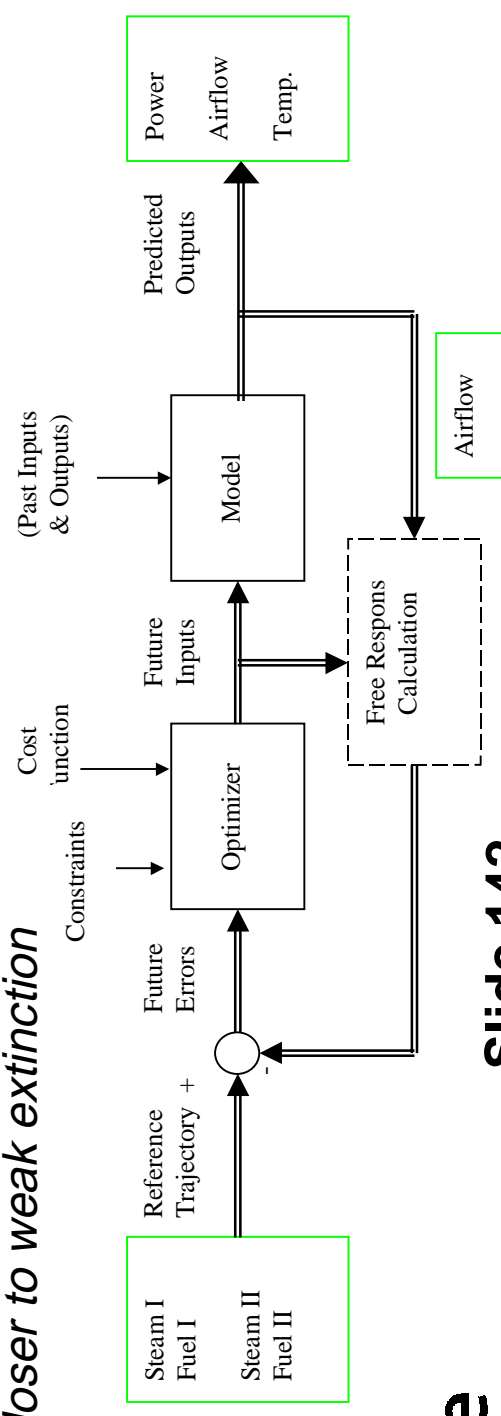 loser to weak extinction
Constraints
Cost
unction
(Past Inputs
& Outputs)
Steam I
Fuel I
Steam II
Fuel II
Reference
Trajectory +
-
Future
Errors
Optimizer
Future
Inputs
Model
Predicted
Outputs
Power
Airflow
Temp.
Free Respons
Calculation
Airflow
Slide 142
e